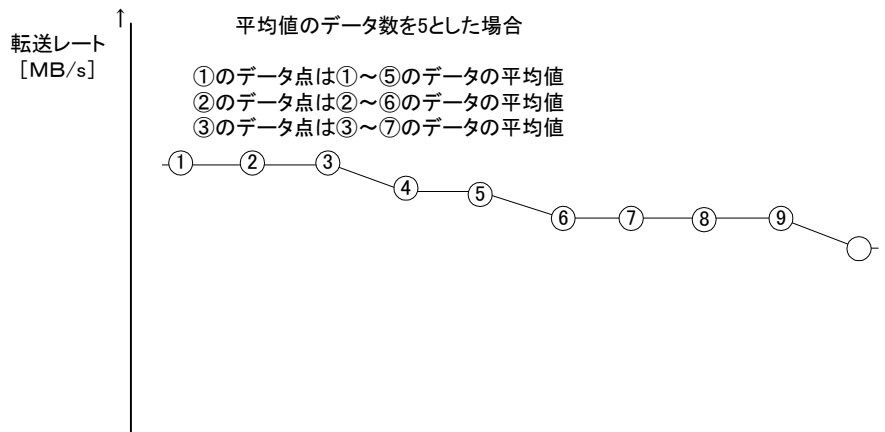 ↑
転送レート
[MB/s]
平均値のデータ数を5とした場合
①のデータ点は①～⑤のデータの平均値
②のデータ点は②～⑥のデータの平均値
③のデータ点は③～⑦のデータの平均値
① ② ③ ④ ⑤ ⑥ ⑦ ⑧ ⑨